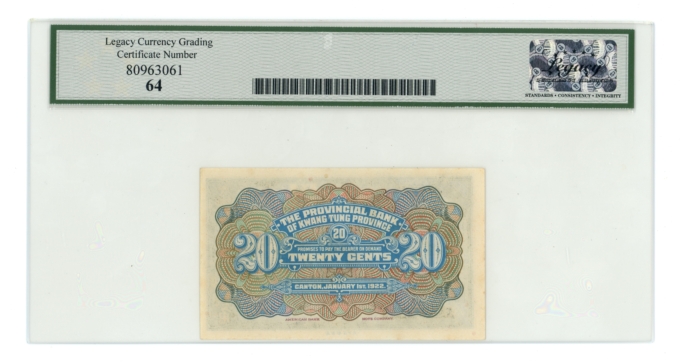 Legacy Currency Grading
Certificate Number
80963061
64
Legacy
STANDARDS • CONSISTENCY • INTEGRITY
THE PROVINCIAL BANK
OF KWANG TUNG PROVINCE
20
PROMISES TO PAY THE BEARER ON DEMAND
20 TWENTY CENTS 20
CANTON, JANUARY 1ST, 1922.